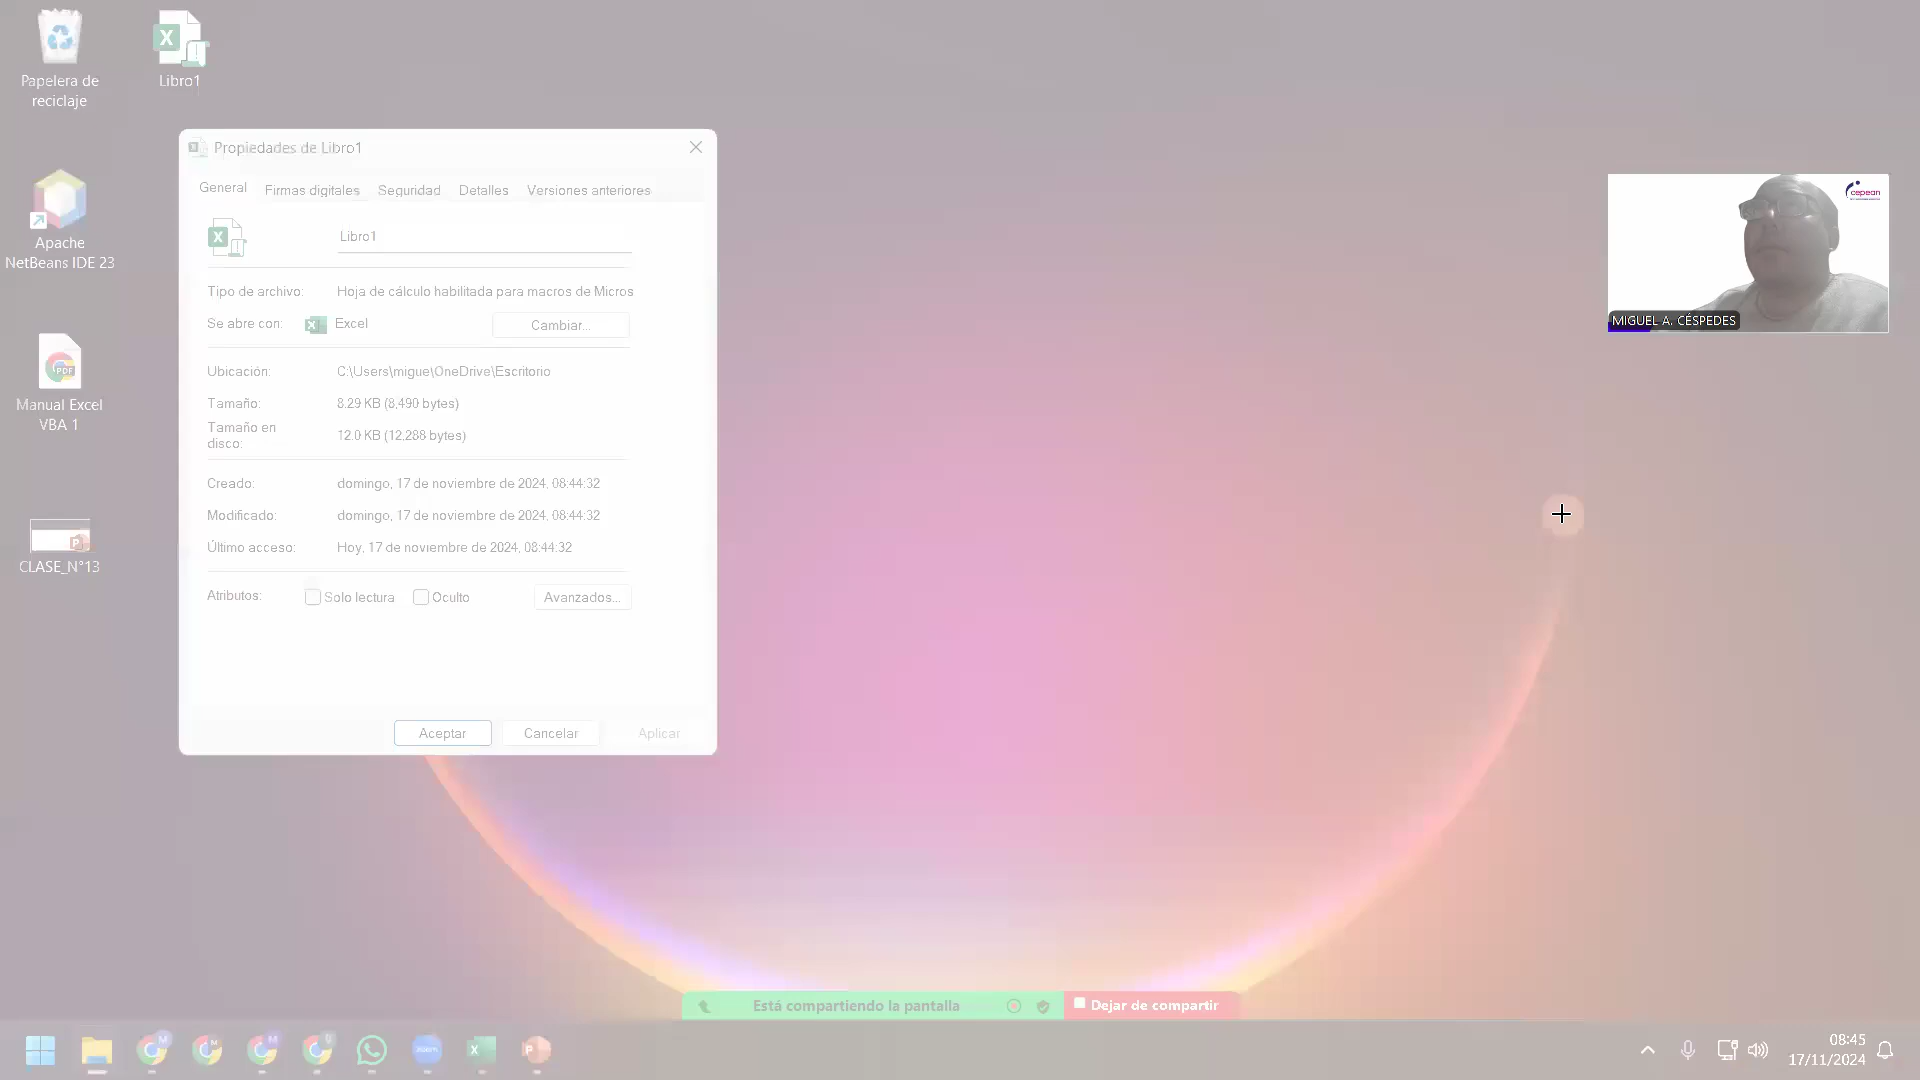 Papelera de
reciclaje
Libro1
Apache
NetBeans IDE 23
PDF
Manual Excel
VBA 1
CLASE_N°13
Propiedades de Libro1
General
Firmas digitales
Seguridad
Detalles
Versiones anteriores
Libro1
Tipo de archivo:
Hoja de cálculo habilitada para macros de Micros
Se abre con:
Excel
Cambiar...
Ubicación:
C:\Users\migue\OneDrive\Escritorio
Tamaño:
8.29 KB (8,490 bytes)
Tamaño en
disco:
12.0 KB (12,288 bytes)
Creado:
domingo, 17 de noviembre de 2024, 08:44:32
Modificado:
domingo, 17 de noviembre de 2024, 08:44:32
Último acceso:
Hoy, 17 de noviembre de 2024, 08:44:32
Atributos:
Solo lectura
Oculto
Avanzados...
Aceptar
Cancelar
Aplicar
cepean
MIGUEL A. CÉSPEDES
Está compartiendo la pantalla
Dejar de compartir
zoom
08:45
17/11/2024